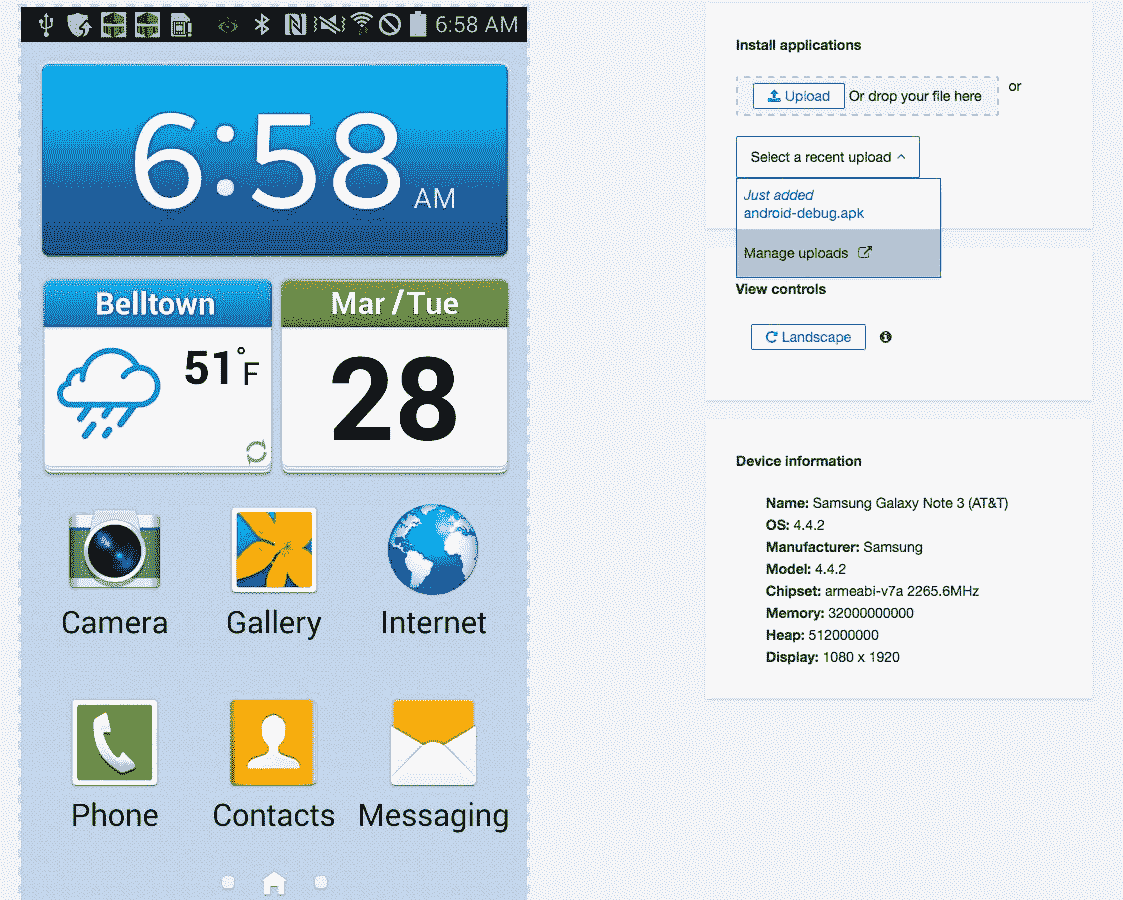 6:58 AM
6:58 AM
Belltown
Mar / Tue
51°F
28
Camera
Gallery
Internet
Phone
Contacts
Messaging
Install applications
Upload Or drop your file here or
Select a recent upload
Just added
android-debug.apk
Manage uploads
View controls
Landscape
Device information
Name: Samsung Galaxy Note 3 (AT&T)
OS: 4.4.2
Manufacturer: Samsung
Model: 4.4.2
Chipset: armeabi-v7a 2265.6MHz
Memory: 32000000000
Heap: 512000000
Display: 1080 x 1920